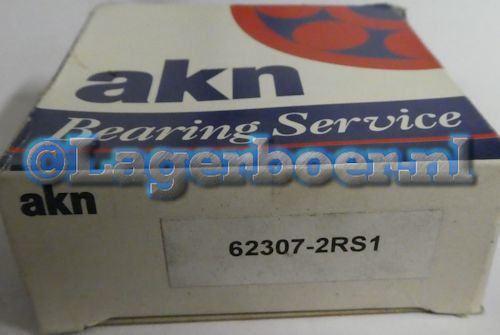 akn
Bearing Service
©Lagerboer.nl
akn
62307-2RS1